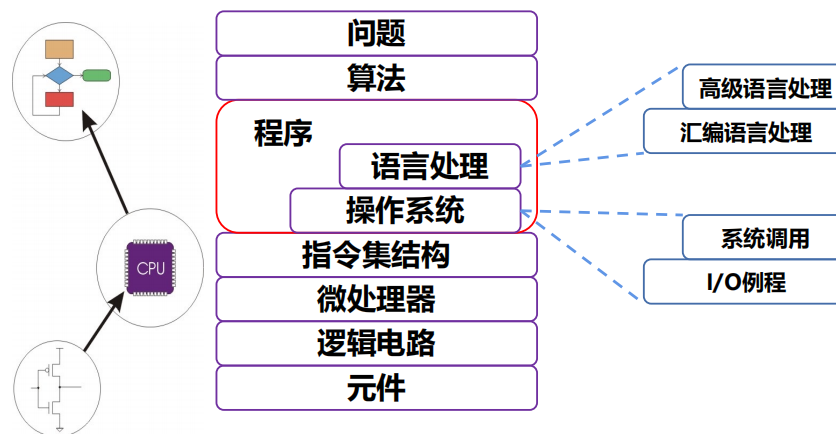 问题
算法
程序
语言处理
操作系统
指令集结构
微处理器
逻辑电路
元件
高级语言处理
汇编语言处理
系统调用
I/O例程
CPU